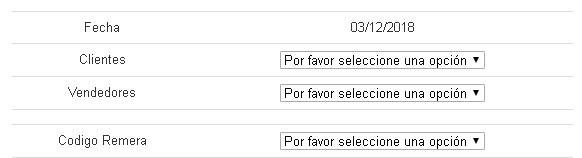 Fecha 03/12/2018
Clientes Por favor seleccione una opción
Vendedores Por favor seleccione una opción
Codigo Remera Por favor seleccione una opción